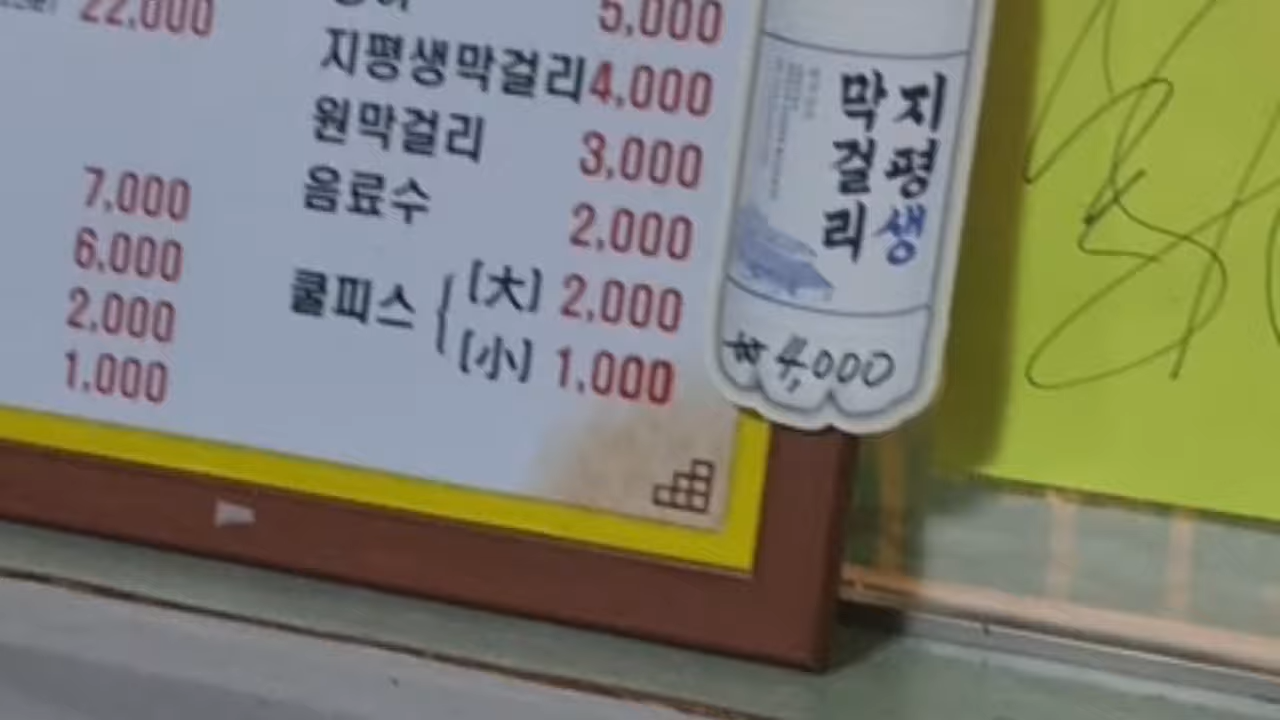 22,000
7,000
6,000
2,000
1,000
5,000
지평생막걸리 4,000
원막걸리 3,000
음료수 2,000
쿨피스 [大] 2,000
[小] 1,000
지평생
막걸리
₩4,000